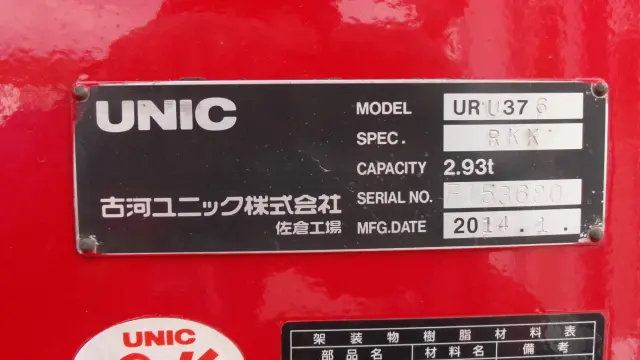 UNIC
MODEL URU376
SPEC. RKK
CAPACITY 2.93t
SERIAL NO.
古河ユニック株式会社
佐倉工場
MFG.DATE 2014.1.
UNIC
架装物樹脂材料表
部品名 材料名 備考